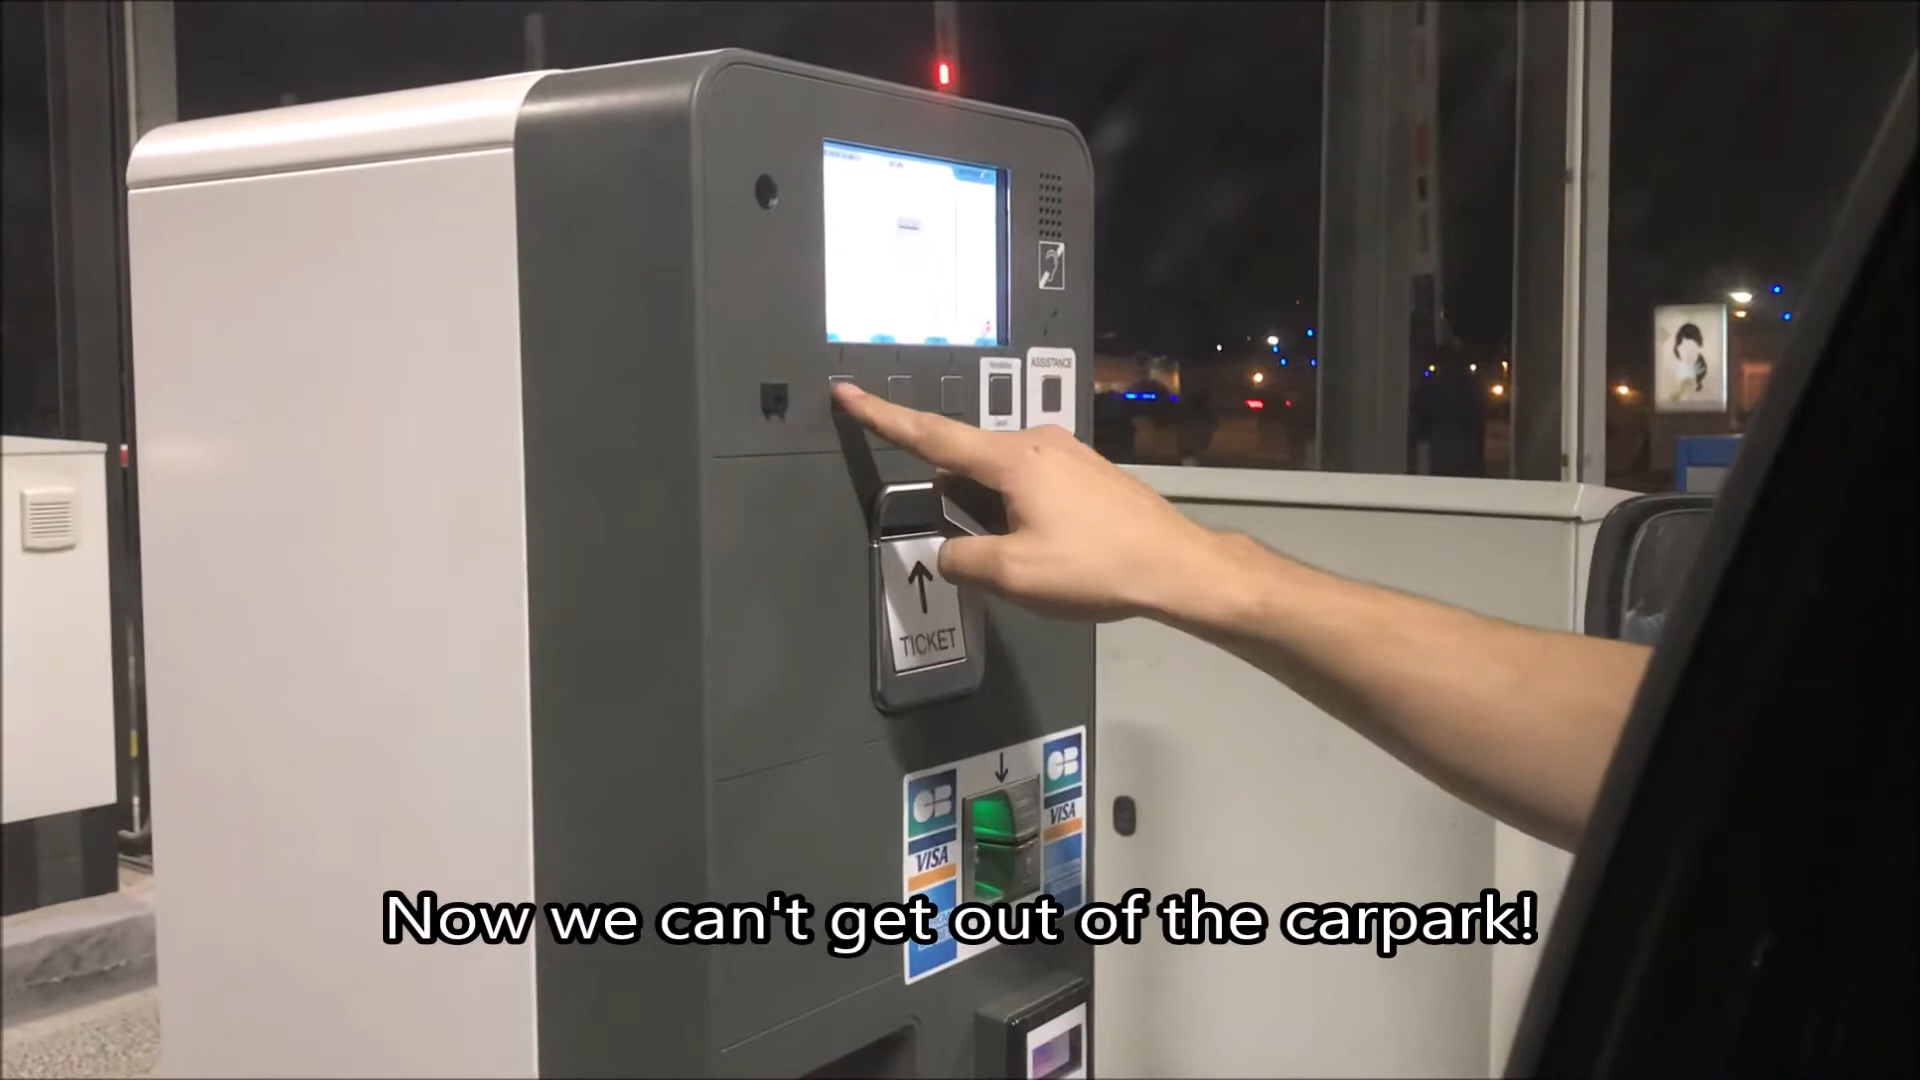 ASSISTANCE
TICKET
CB
CB
VISA
VISA
Now we can't get out of the carpark!